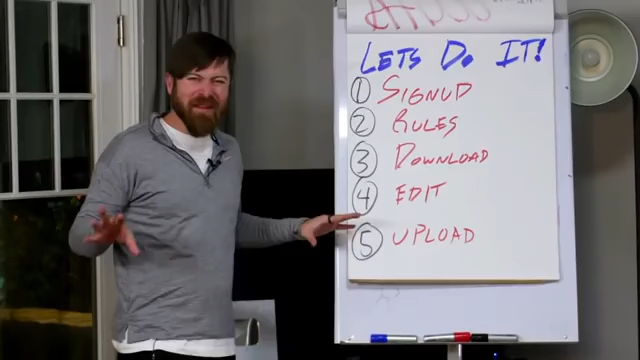 LETS DO IT!
1 SIGNUP
2 RULES
3 DOWNLOAD
4 EDIT
5 UPLOAD